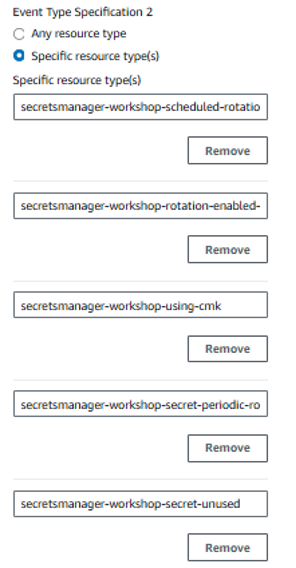 Event Type Specification 2
Any resource type
Specific resource type(s)
Specific resource type(s)
secretsmanager-workshop-scheduled-rotatio
Remove
secretsmanager-workshop-rotation-enabled-
Remove
secretsmanager-workshop-using-cmk
Remove
secretsmanager-workshop-secret-periodic-ro
Remove
secretsmanager-workshop-secret-unused
Remove